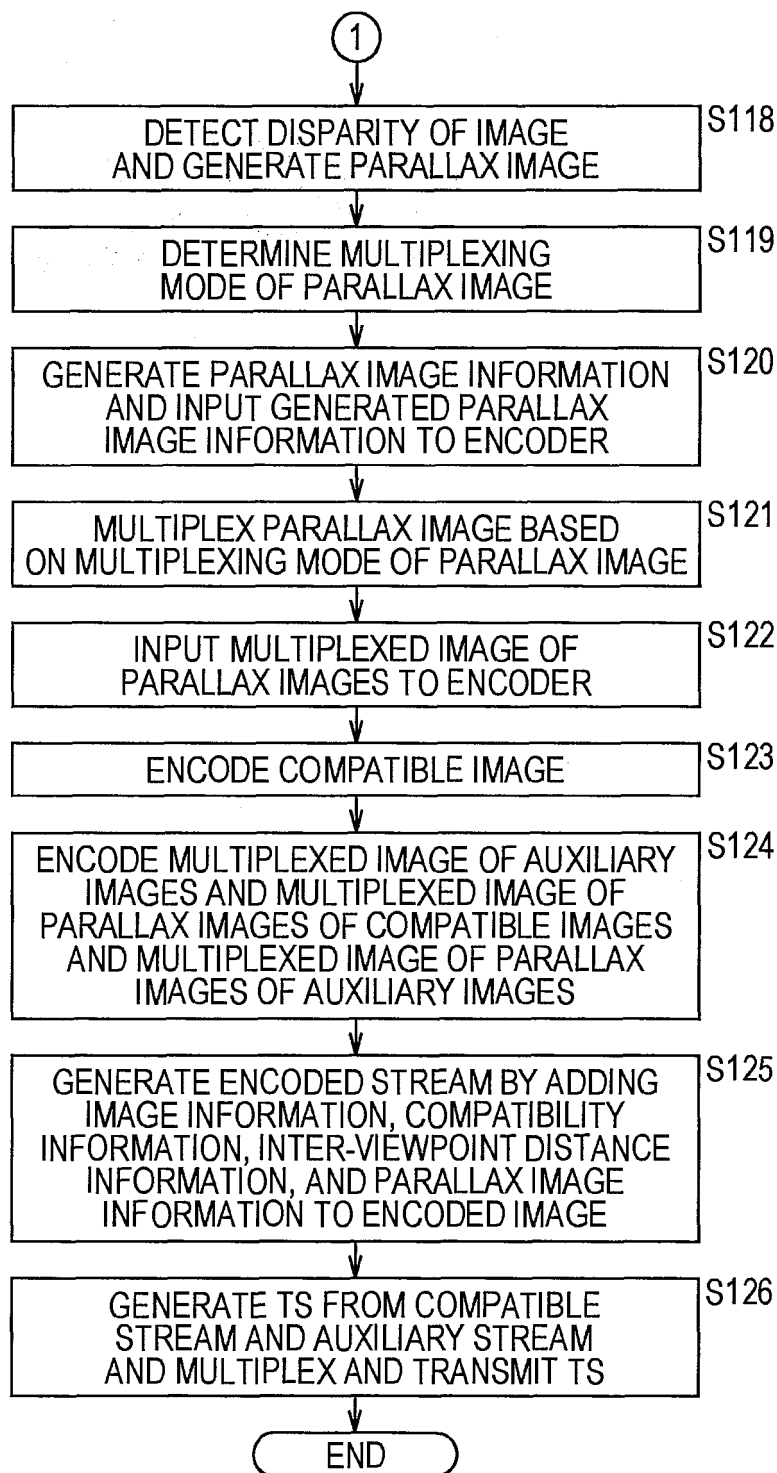 1
S118
DETECT DISPARITY OF IMAGE
AND GENERATE PARALLAX IMAGE
S119
DETERMINE MULTIPLEXING
MODE OF PARALLAX IMAGE
S120
GENERATE PARALLAX IMAGE INFORMATION
AND INPUT GENERATED PARALLAX
IMAGE INFORMATION TO ENCODER
S121
MULTIPLEX PARALLAX IMAGE BASED
ON MULTIPLEXING MODE OF PARALLAX IMAGE
S122
INPUT MULTIPLEXED IMAGE OF
PARALLAX IMAGES TO ENCODER
S123
ENCODE COMPATIBLE IMAGE
S124
ENCODE MULTIPLEXED IMAGE OF AUXILIARY
IMAGES AND MULTIPLEXED IMAGE OF
PARALLAX IMAGES OF COMPATIBLE IMAGES
AND MULTIPLEXED IMAGE OF PARALLAX
IMAGES OF AUXILIARY IMAGES
S125
GENERATE ENCODED STREAM BY ADDING
IMAGE INFORMATION, COMPATIBILITY
INFORMATION, INTER-VIEWPOINT DISTANCE
INFORMATION, AND PARALLAX IMAGE
INFORMATION TO ENCODED IMAGE
S126
GENERATE TS FROM COMPATIBLE
STREAM AND AUXILIARY STREAM
AND MULTIPLEX AND TRANSMIT TS
END